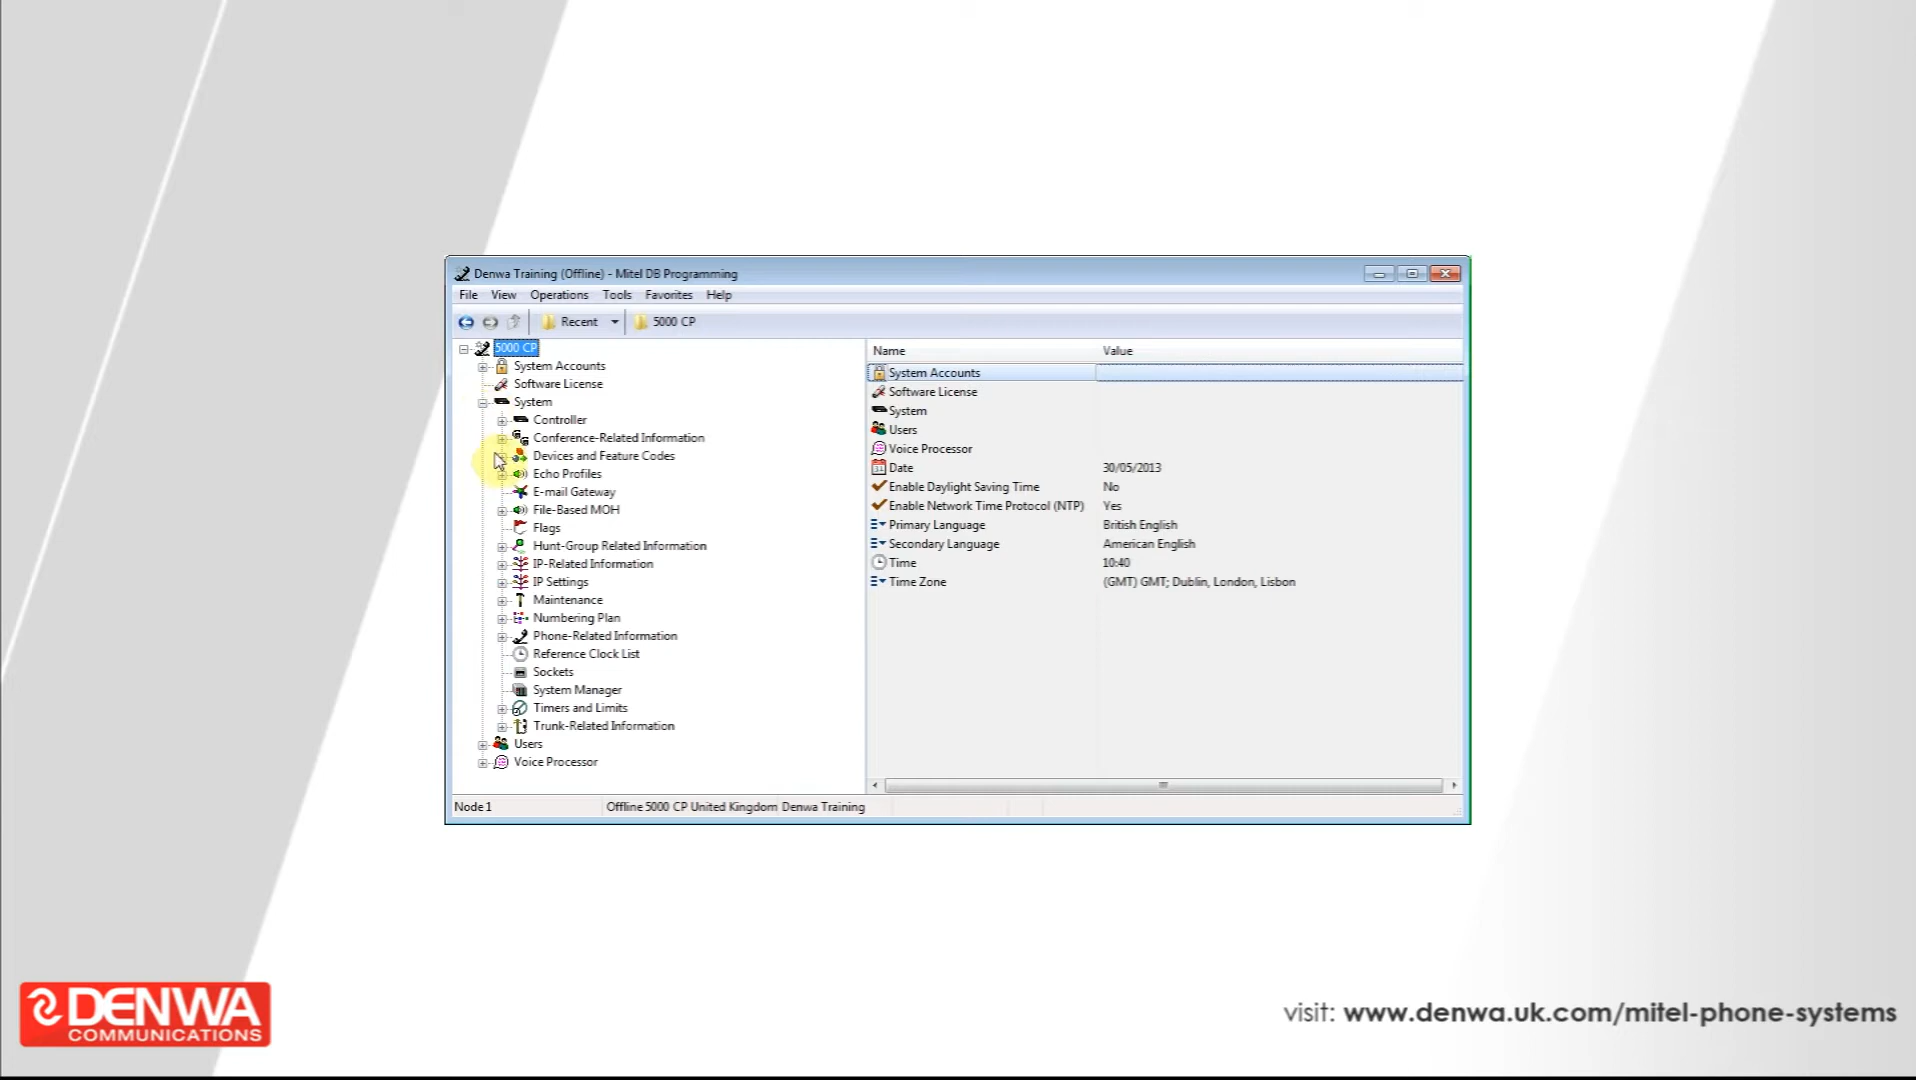 Denwa Training (Offline) - Mitel DB Programming
File View Operations Tools Favorites Help
Recent 5000 CP
5000 CP
System Accounts
Software License
System
Controller
Conference-Related Information
Devices and Feature Codes
Echo Profiles
E-mail Gateway
File-Based MOH
Flags
Hunt-Group Related Information
IP-Related Information
IP Settings
Maintenance
Numbering Plan
Phone-Related Information
Reference Clock List
Sockets
System Manager
Timers and Limits
Trunk-Related Information
Users
Voice Processor
Name Value
System Accounts
Software License
System
Users
Voice Processor
Date 30/05/2013
Enable Daylight Saving Time No
Enable Network Time Protocol (NTP) Yes
Primary Language British English
Secondary Language American English
Time 10:40
Time Zone (GMT) GMT; Dublin, London, Lisbon
Node 1 Offline 5000 CP United Kingdom Denwa Training
DENWA
COMMUNICATIONS
visit: www.denwa.uk.com/mitel-phone-systems